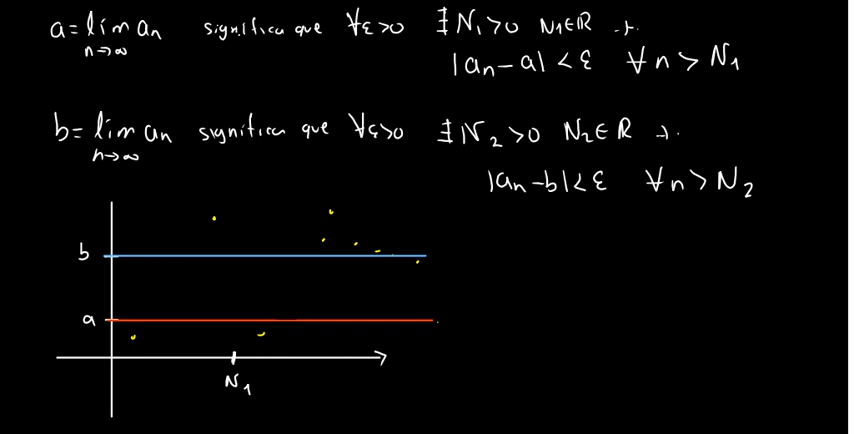 a = lím an significa que ∀ε>0 ∃ N₁>0 N₁∈ℝ +.
n→∞
|an - a| < ε ∀ n > N₁
b = lím an significa que ∀ε>0 ∃ N₂>0 N₂∈ℝ +.
n→∞
|an - b| < ε ∀ n > N₂
b
a
N₁